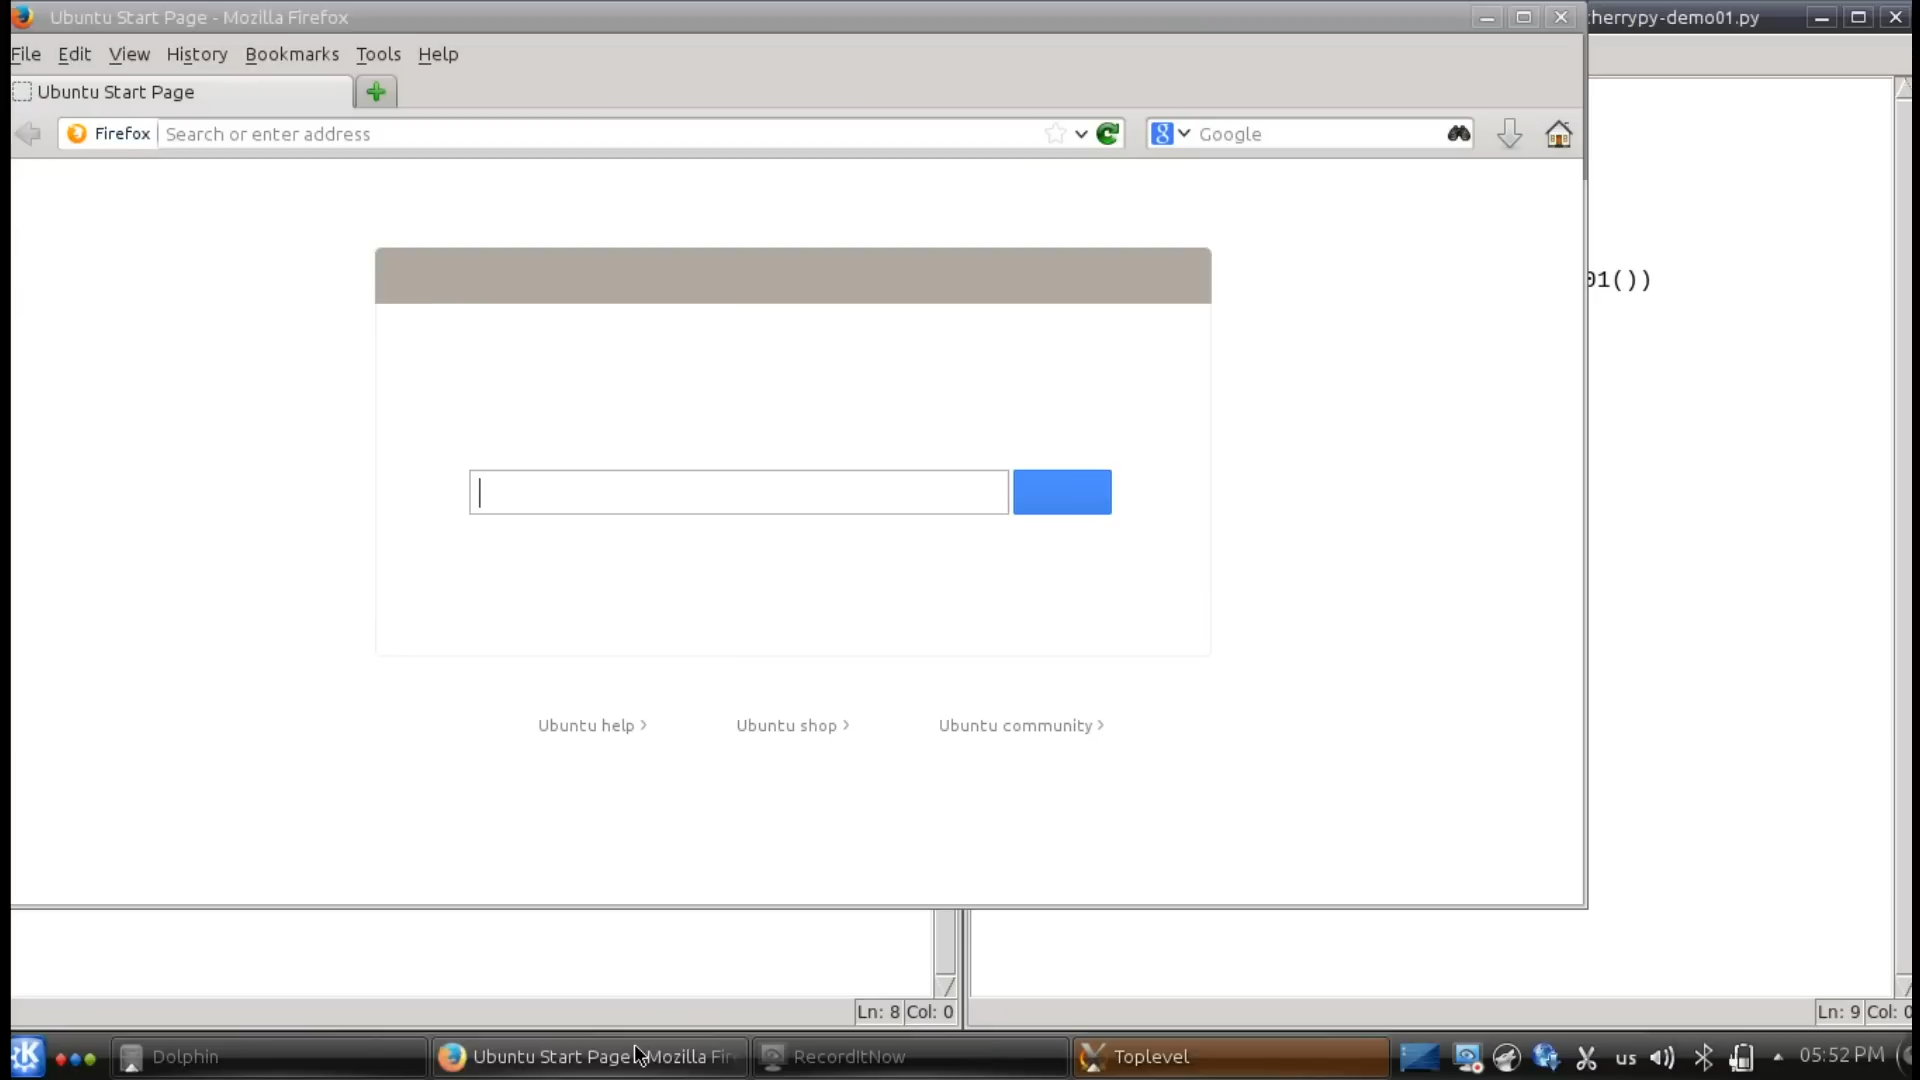 Ubuntu Start Page - Mozilla Firefox
herrypy-demo01.py
File Edit View History Bookmarks Tools Help
Ubuntu Start Page
Firefox Search or enter address
8 Google
01())
Ubuntu help >
Ubuntu shop >
Ubuntu community >
Ln: 8 Col: 0
Ln: 9 Col: 0
Dolphin
Ubuntu Start Page - Mozilla Fir
RecordItNow
Toplevel
us
05:52 PM